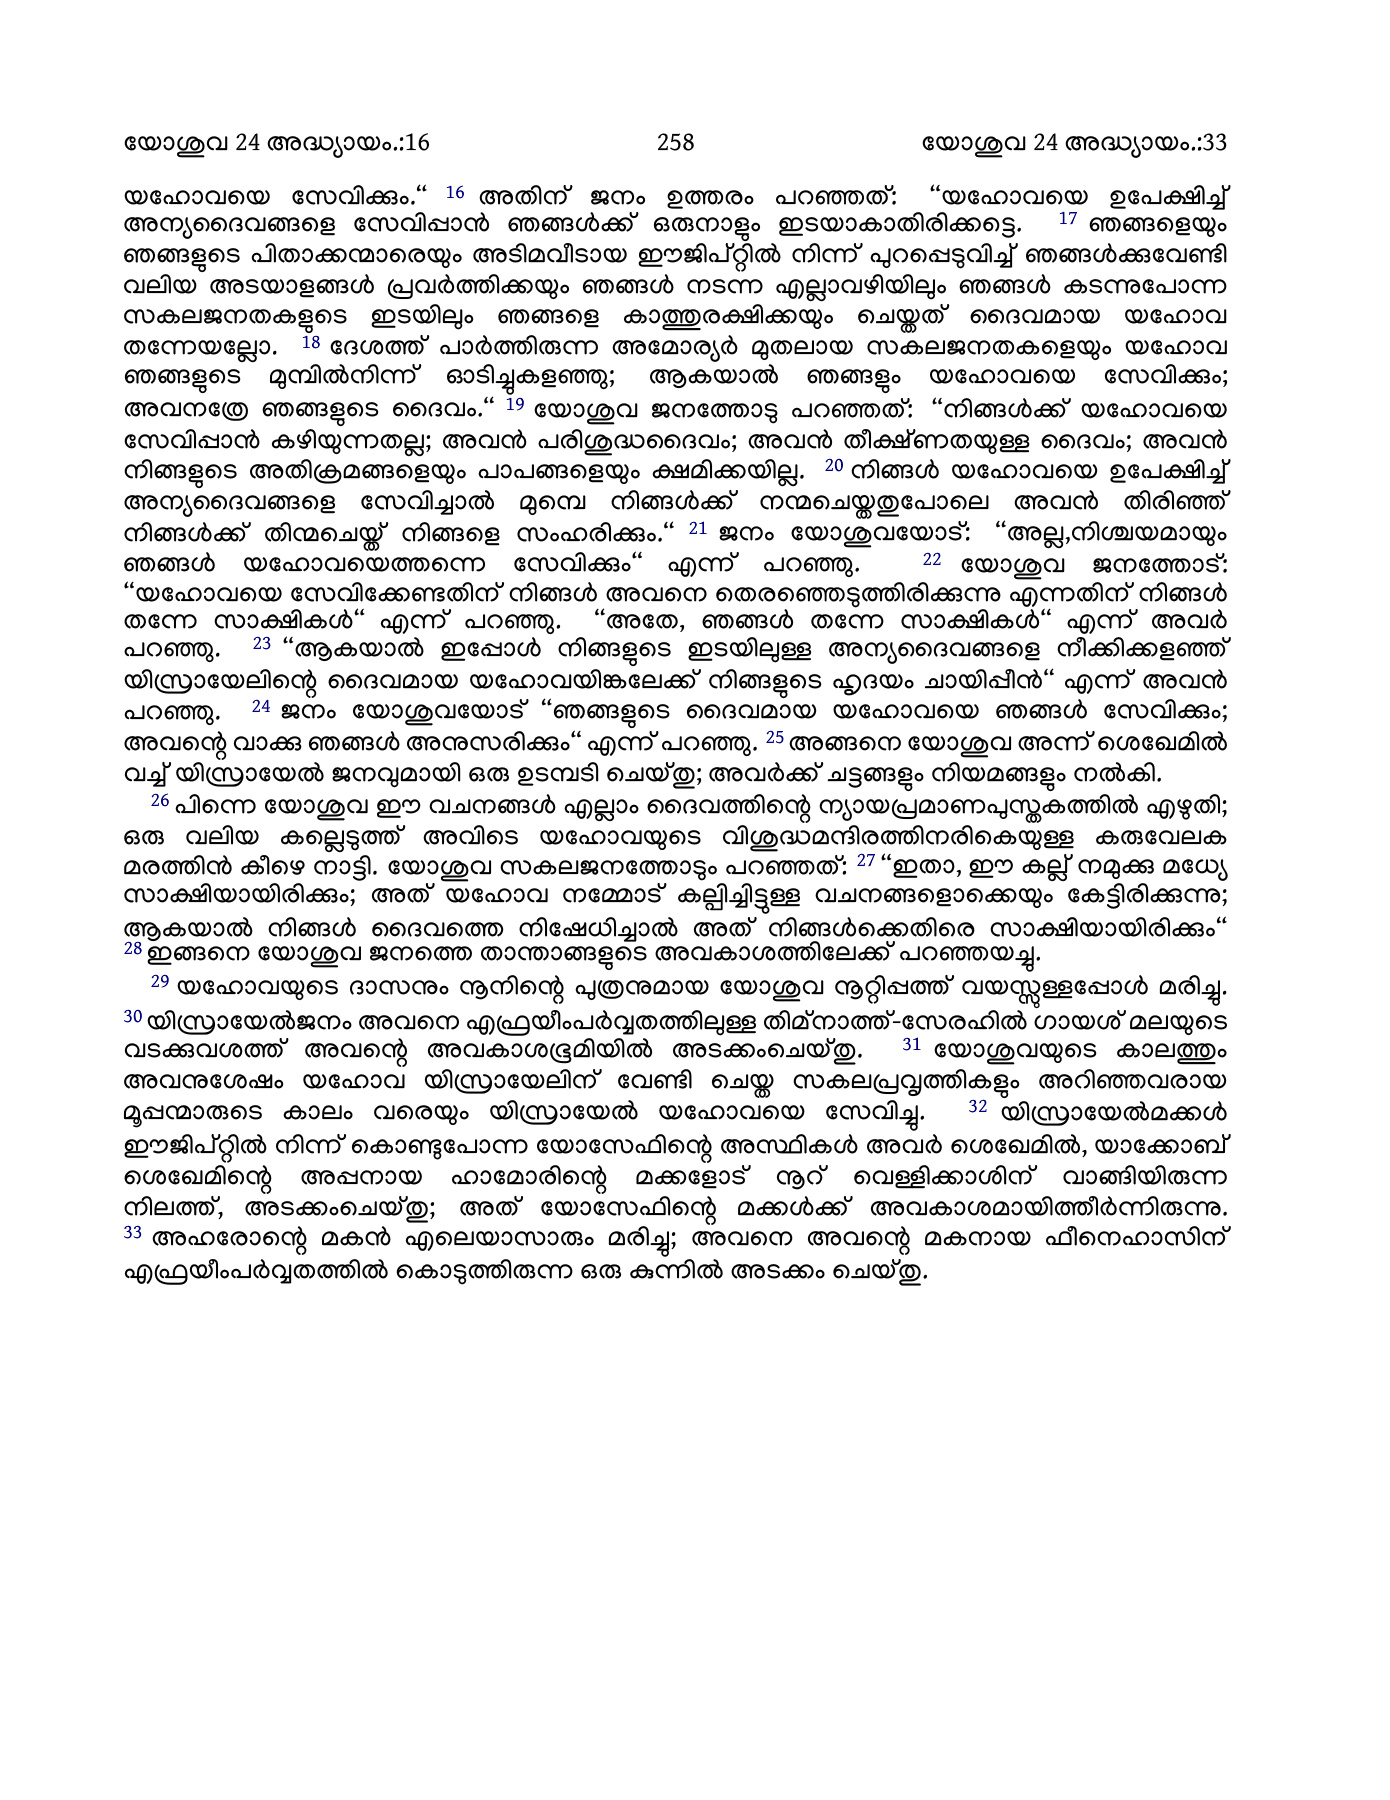 യോശുവ 24 അദ്ധ്യായം.:16 258 യോശുവ 24 അദ്ധ്യായം.:33
യഹോവയെ സേവിക്കും.“ 16 അതിന് ജനം ഉത്തരം പറഞ്ഞത്: “യഹോവയെ ഉപേക്ഷിച്ച്
അന്യദൈവങ്ങളെ സേവിപ്പാൻ ഞങ്ങൾക്ക് ഒരുനാളും ഇടയാകാതിരിക്കട്ടെ. 17 ഞങ്ങളെയും
ഞങ്ങളുടെ പിതാക്കന്മാരെയും അടിമവീടായ ഈജിപ്റ്റിൽ നിന്ന് പുറപ്പെടുവിച്ച് ഞങ്ങൾക്കുവേണ്ടി
വലിയ അടയാളങ്ങൾ പ്രവർത്തിക്കയും ഞങ്ങൾ നടന്ന എല്ലാവഴിയിലും ഞങ്ങൾ കടന്നുപോന്ന
സകലജനതകളുടെ ഇടയിലും ഞങ്ങളെ കാത്തുരക്ഷിക്കയും ചെയ്തത് ദൈവമായ യഹോവ
തന്നേയല്ലോ. 18 ദേശത്ത് പാർത്തിരുന്ന അമോര്യർ മുതലായ സകലജനതകളെയും യഹോവ
ഞങ്ങളുടെ മുമ്പിൽനിന്ന് ഓടിച്ചുകളഞ്ഞു; ആകയാൽ ഞങ്ങളും യഹോവയെ സേവിക്കും;
അവനത്രേ ഞങ്ങളുടെ ദൈവം.“ 19 യോശുവ ജനത്തോടു പറഞ്ഞത്: “നിങ്ങൾക്ക് യഹോവയെ
സേവിപ്പാൻ കഴിയുന്നതല്ല; അവൻ പരിശുദ്ധദൈവം; അവൻ തീക്ഷ്ണതയുള്ള ദൈവം; അവൻ
നിങ്ങളുടെ അതിക്രമങ്ങളെയും പാപങ്ങളെയും ക്ഷമിക്കയില്ല. 20 നിങ്ങൾ യഹോവയെ ഉപേക്ഷിച്ച്
അന്യദൈവങ്ങളെ സേവിച്ചാൽ മുമ്പെ നിങ്ങൾക്ക് നന്മചെയ്തതുപോലെ അവൻ തിരിഞ്ഞ്
നിങ്ങൾക്ക് തിന്മചെയ്ത് നിങ്ങളെ സംഹരിക്കും.“ 21 ജനം യോശുവയോട്: “അല്ല,നിശ്ചയമായും
ഞങ്ങൾ യഹോവയെത്തന്നെ സേവിക്കും“ എന്ന് പറഞ്ഞു. 22 യോശുവ ജനത്തോട്:
“യഹോവയെ സേവിക്കേണ്ടതിന് നിങ്ങൾ അവനെ തെരഞ്ഞെടുത്തിരിക്കുന്നു എന്നതിന് നിങ്ങൾ
തന്നേ സാക്ഷികൾ“ എന്ന് പറഞ്ഞു. “അതേ, ഞങ്ങൾ തന്നേ സാക്ഷികൾ“ എന്ന് അവർ
പറഞ്ഞു. 23 “ആകയാൽ ഇപ്പോൾ നിങ്ങളുടെ ഇടയിലുള്ള അന്യദൈവങ്ങളെ നീക്കിക്കളഞ്ഞ്
യിസ്രായേലിന്റെ ദൈവമായ യഹോവയിങ്കലേക്ക് നിങ്ങളുടെ ഹൃദയം ചായിപ്പീൻ“ എന്ന് അവൻ
പറഞ്ഞു. 24 ജനം യോശുവയോട് “ഞങ്ങളുടെ ദൈവമായ യഹോവയെ ഞങ്ങൾ സേവിക്കും;
അവന്റെ വാക്കു ഞങ്ങൾ അനുസരിക്കും“ എന്ന് പറഞ്ഞു. 25 അങ്ങനെ യോശുവ അന്ന് ശെഖേമിൽ
വച്ച് യിസ്രായേൽ ജനവുമായി ഒരു ഉടമ്പടി ചെയ്തു; അവർക്ക് ചട്ടങ്ങളും നിയമങ്ങളും നൽകി.
26 പിന്നെ യോശുവ ഈ വചനങ്ങൾ എല്ലാം ദൈവത്തിന്റെ ന്യായപ്രമാണപുസ്തകത്തിൽ എഴുതി;
ഒരു വലിയ കല്ലെടുത്ത് അവിടെ യഹോവയുടെ വിശുദ്ധമന്ദിരത്തിനരികെയുള്ള കരുവേലക
മരത്തിൻ കീഴെ നാട്ടി. യോശുവ സകലജനത്തോടും പറഞ്ഞത്: 27 “ഇതാ, ഈ കല്ല് നമുക്കു മധ്യേ
സാക്ഷിയായിരിക്കും; അത് യഹോവ നമ്മോട് കല്പിച്ചിട്ടുള്ള വചനങ്ങളൊക്കെയും കേട്ടിരിക്കുന്നു;
ആകയാൽ നിങ്ങൾ ദൈവത്തെ നിഷേധിച്ചാൽ അത് നിങ്ങൾക്കെതിരെ സാക്ഷിയായിരിക്കും“
28 ഇങ്ങനെ യോശുവ ജനത്തെ താന്താങ്ങളുടെ അവകാശത്തിലേക്ക് പറഞ്ഞയച്ചു.
29 യഹോവയുടെ ദാസനും നൂനിന്റെ പുത്രനുമായ യോശുവ നൂറ്റിപ്പത്ത് വയസ്സുള്ളപ്പോൾ മരിച്ചു.
30 യിസ്രായേൽജനം അവനെ എഫ്രയീംപർവ്വതത്തിലുള്ള തിമ്നാത്ത്-സേരഹിൽ ഗായശ് മലയുടെ
വടക്കുവശത്ത് അവന്റെ അവകാശഭൂമിയിൽ അടക്കംചെയ്തു. 31 യോശുവയുടെ കാലത്തും
അവനുശേഷം യഹോവ യിസ്രായേലിന് വേണ്ടി ചെയ്ത സകലപ്രവൃത്തികളും അറിഞ്ഞവരായ
മൂപ്പന്മാരുടെ കാലം വരെയും യിസ്രായേൽ യഹോവയെ സേവിച്ചു. 32 യിസ്രായേൽമക്കൾ
ഈജിപ്റ്റിൽ നിന്ന് കൊണ്ടുപോന്ന യോസേഫിന്റെ അസ്ഥികൾ അവർ ശെഖേമിൽ, യാക്കോബ്
ശെഖേമിന്റെ അപ്പനായ ഹാമോരിന്റെ മക്കളോട് നൂറ് വെള്ളിക്കാശിന് വാങ്ങിയിരുന്ന
നിലത്ത്, അടക്കംചെയ്തു; അത് യോസേഫിന്റെ മക്കൾക്ക് അവകാശമായിത്തീർന്നിരുന്നു.
33 അഹരോന്റെ മകൻ എലെയാസാരും മരിച്ചു; അവനെ അവന്റെ മകനായ ഫീനെഹാസിന്
എഫ്രയീംപർവ്വതത്തിൽ കൊടുത്തിരുന്ന ഒരു കുന്നിൽ അടക്കം ചെയ്തു.